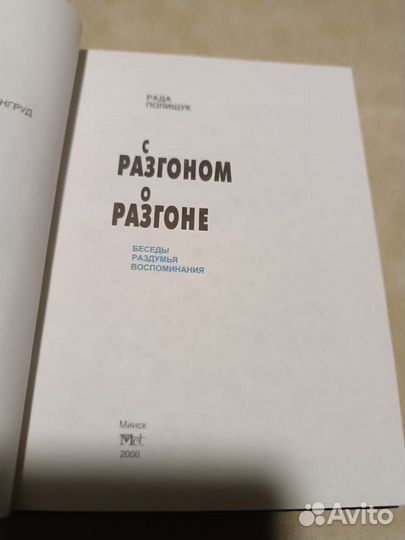 НГРУД
РАДА
ПОЛИЩУК
С
РАЗГОНОМ
О
РАЗГОНЕ
БЕСЕДЫ
РАЗДУМЬЯ
ВОСПОМИНАНИЯ
Минск
Met
2000
Avito